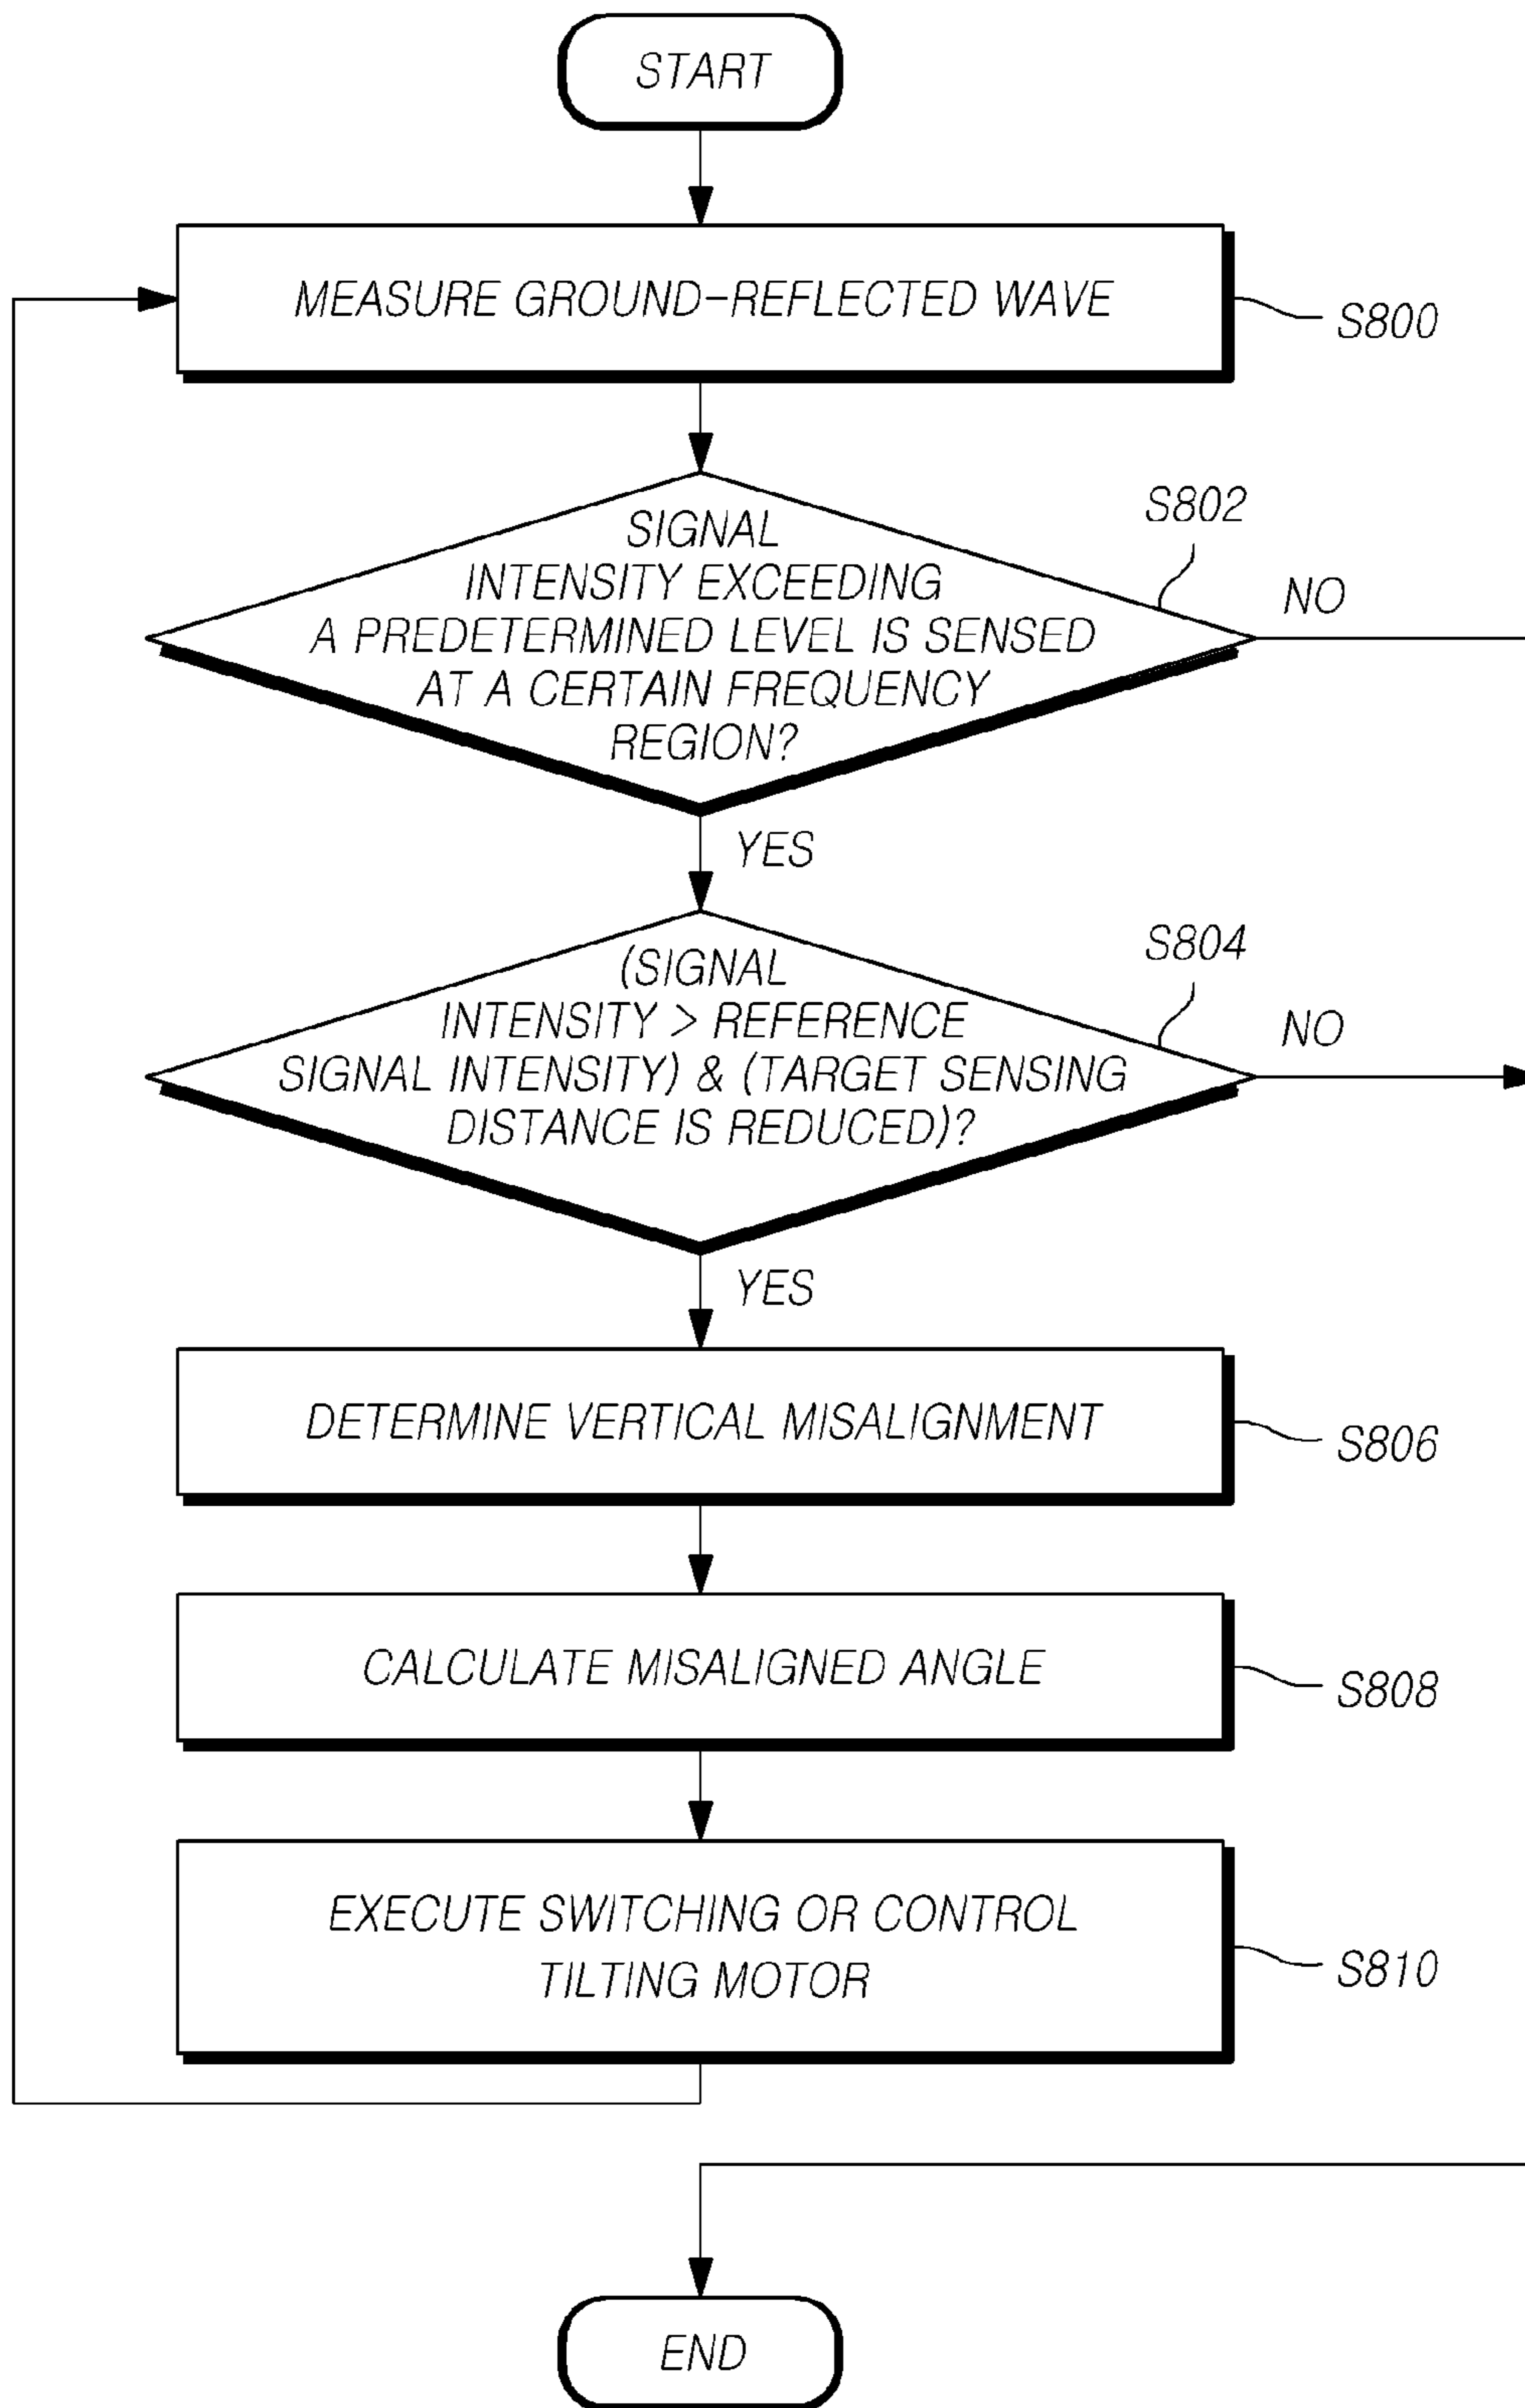 START
MEASURE GROUND-REFLECTED WAVE
S800
S802
SIGNAL
INTENSITY EXCEEDING
A PREDETERMINED LEVEL IS SENSED
AT A CERTAIN FREQUENCY
REGION?
NO
YES
S804
(SIGNAL
INTENSITY > REFERENCE
SIGNAL INTENSITY) & (TARGET SENSING
DISTANCE IS REDUCED)?
NO
YES
DETERMINE VERTICAL MISALIGNMENT
S806
CALCULATE MISALIGNED ANGLE
S808
EXECUTE SWITCHING OR CONTROL
TILTING MOTOR
S810
END